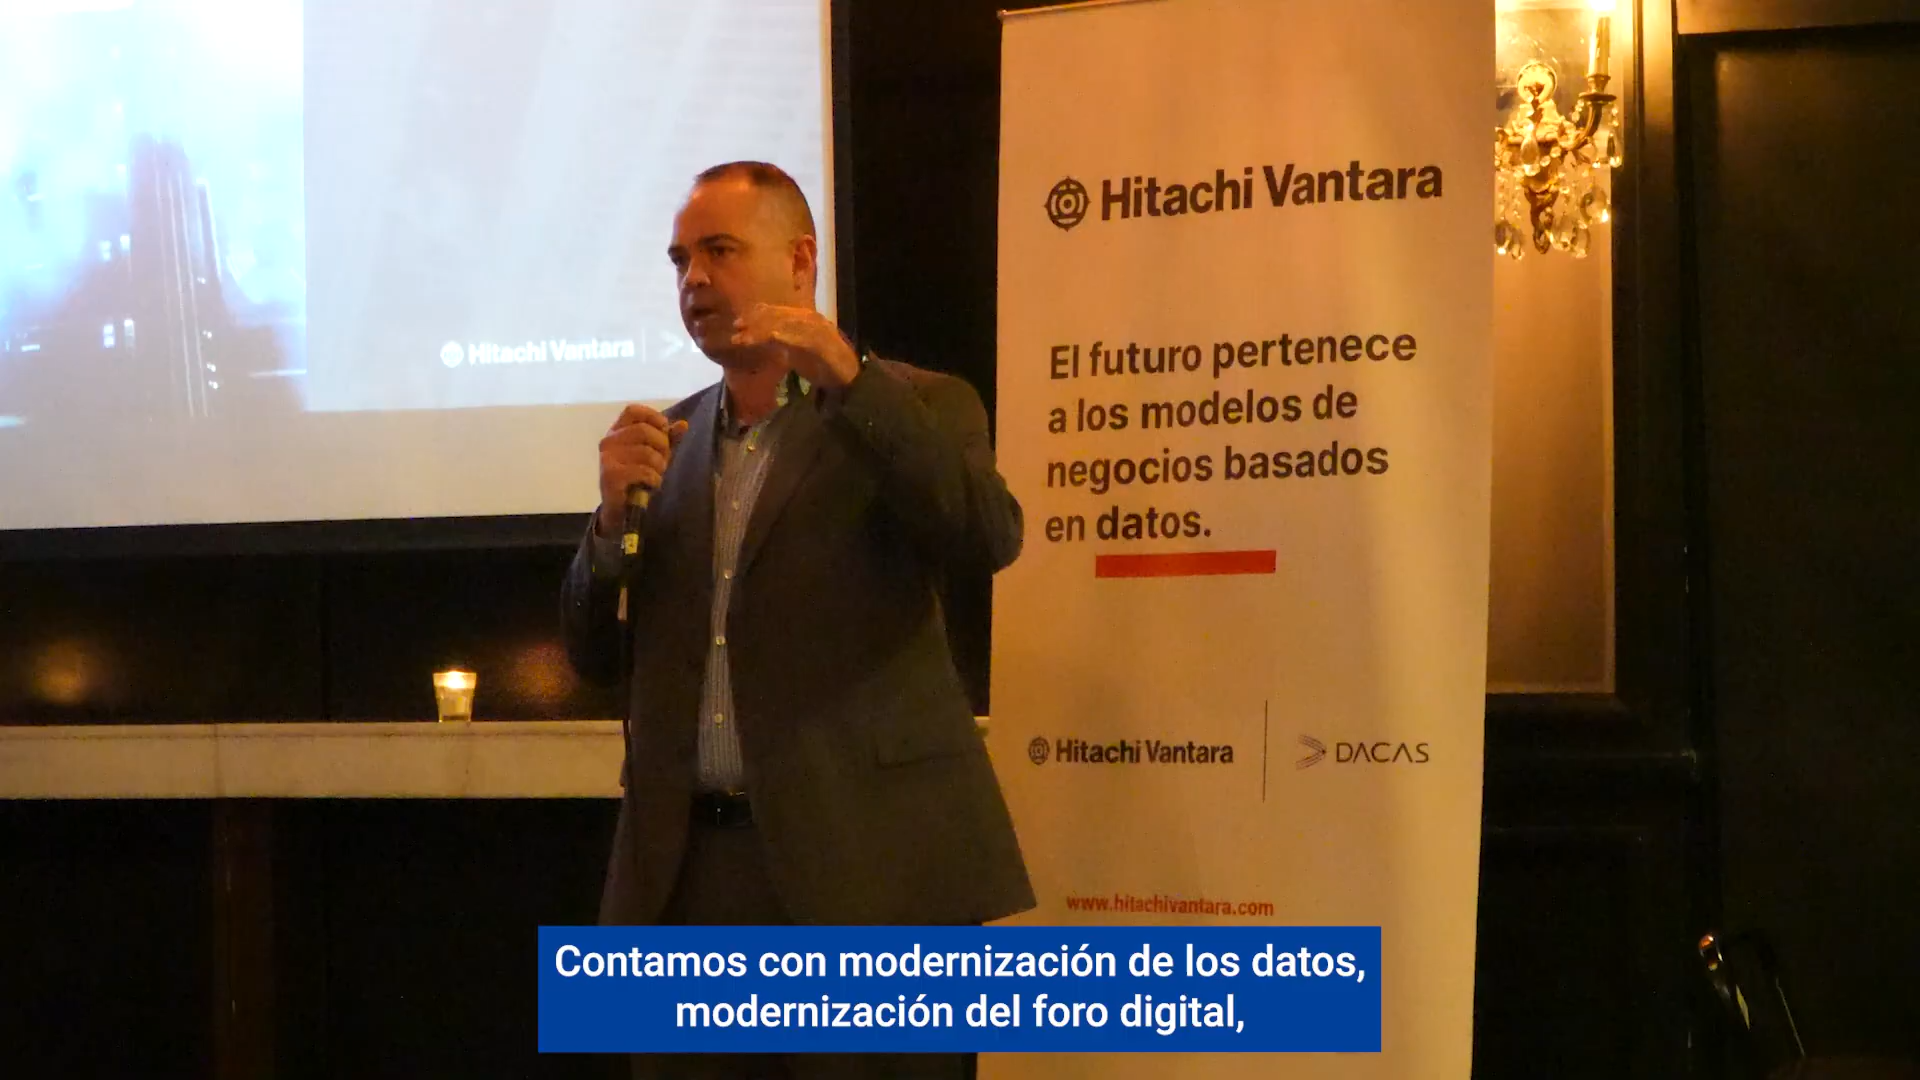 Hitachi Vantara
Hitachi Vantara
El futuro pertenece
a los modelos de
negocios basados
en datos.
Hitachi Vantara
DACAS
www.hitachivantara.com
Contamos con modernización de los datos,
modernización del foro digital,